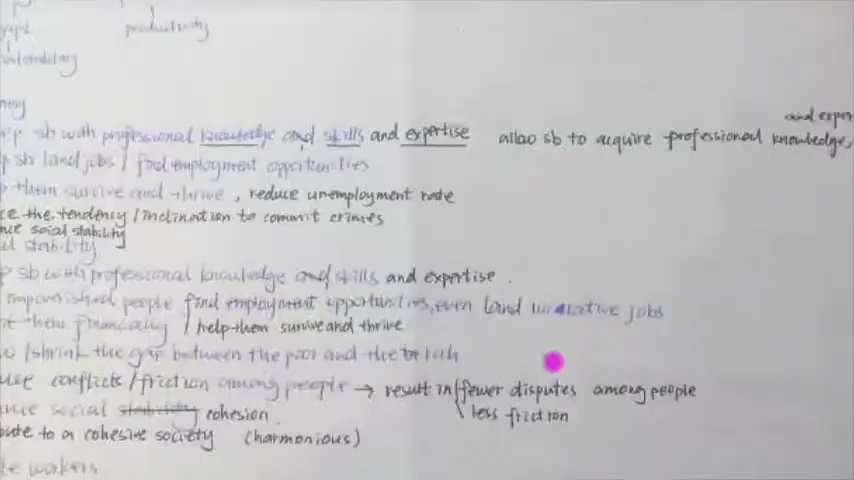 productivity
and exper
sb with professional knowledge and skills and expertise allow sb to acquire professional knowledge,
sb land jobs / find employment opportunities
them survive and thrive, reduce unemployment rate
ce the tendency / inclination to commit crimes
nce social stability
stability
p sb with professional knowledge and skills and expertise.
impoverished people find employment opportunities, even land lucrative jobs
them financially / help them survive and thrive
/ shrink the gap between the poor and the rich
conflicts / friction among people → result in / fewer disputes among people
\ less friction
nce social stability cohesion
bute to a cohesive society (harmonious)
workers